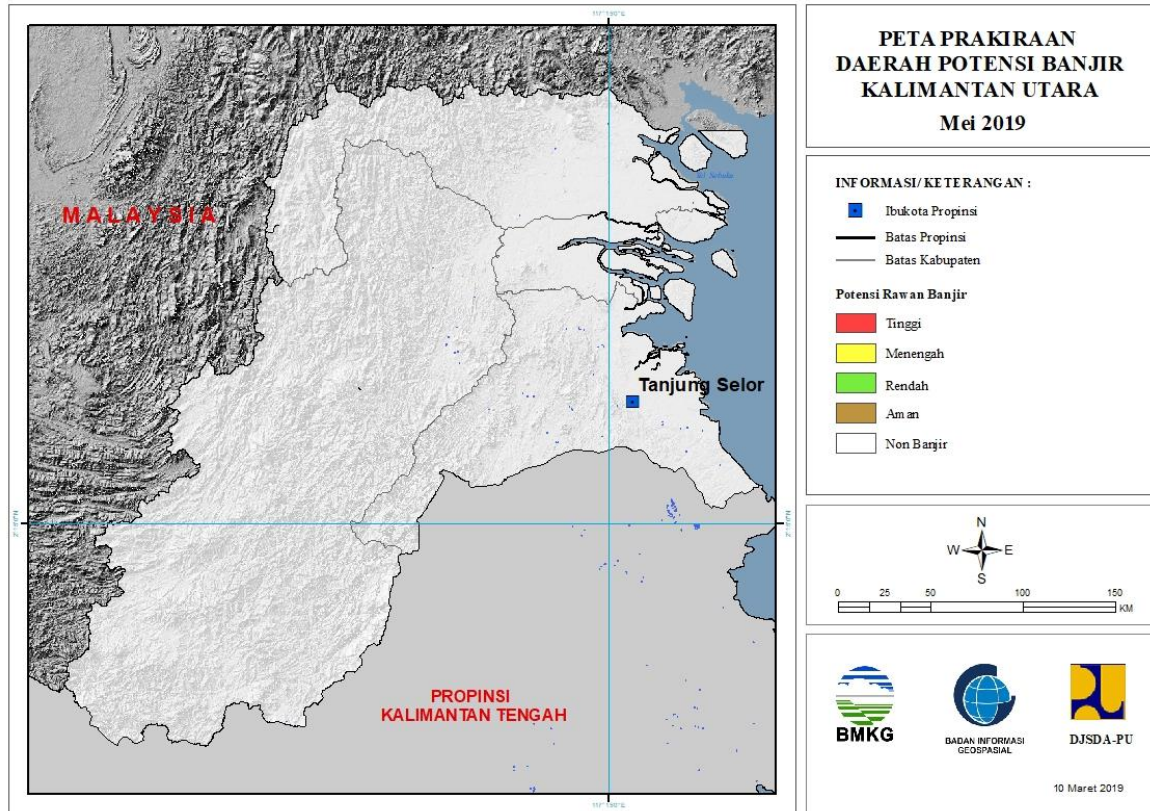 PETA PRAKIRAAN
DAERAH POTENSI BANJIR
KALIMANTAN UTARA
Mei 2019
INFORMASI/ KETERANGAN :
Ibukota Propinsi
Batas Propinsi
Batas Kabupaten
Potensi Rawan Banjir
Tinggi
Menengah
Rendah
Aman
Non Banjir
MALAYSIA
Tanjung Selor
PROPINSI
KALIMANTAN TENGAH
N
W E
S
0 25 50 100 150
KM
BMKG
BADAN INFORMASI
GEOSPASIAL
DJSDA-PU
10 Maret 2019